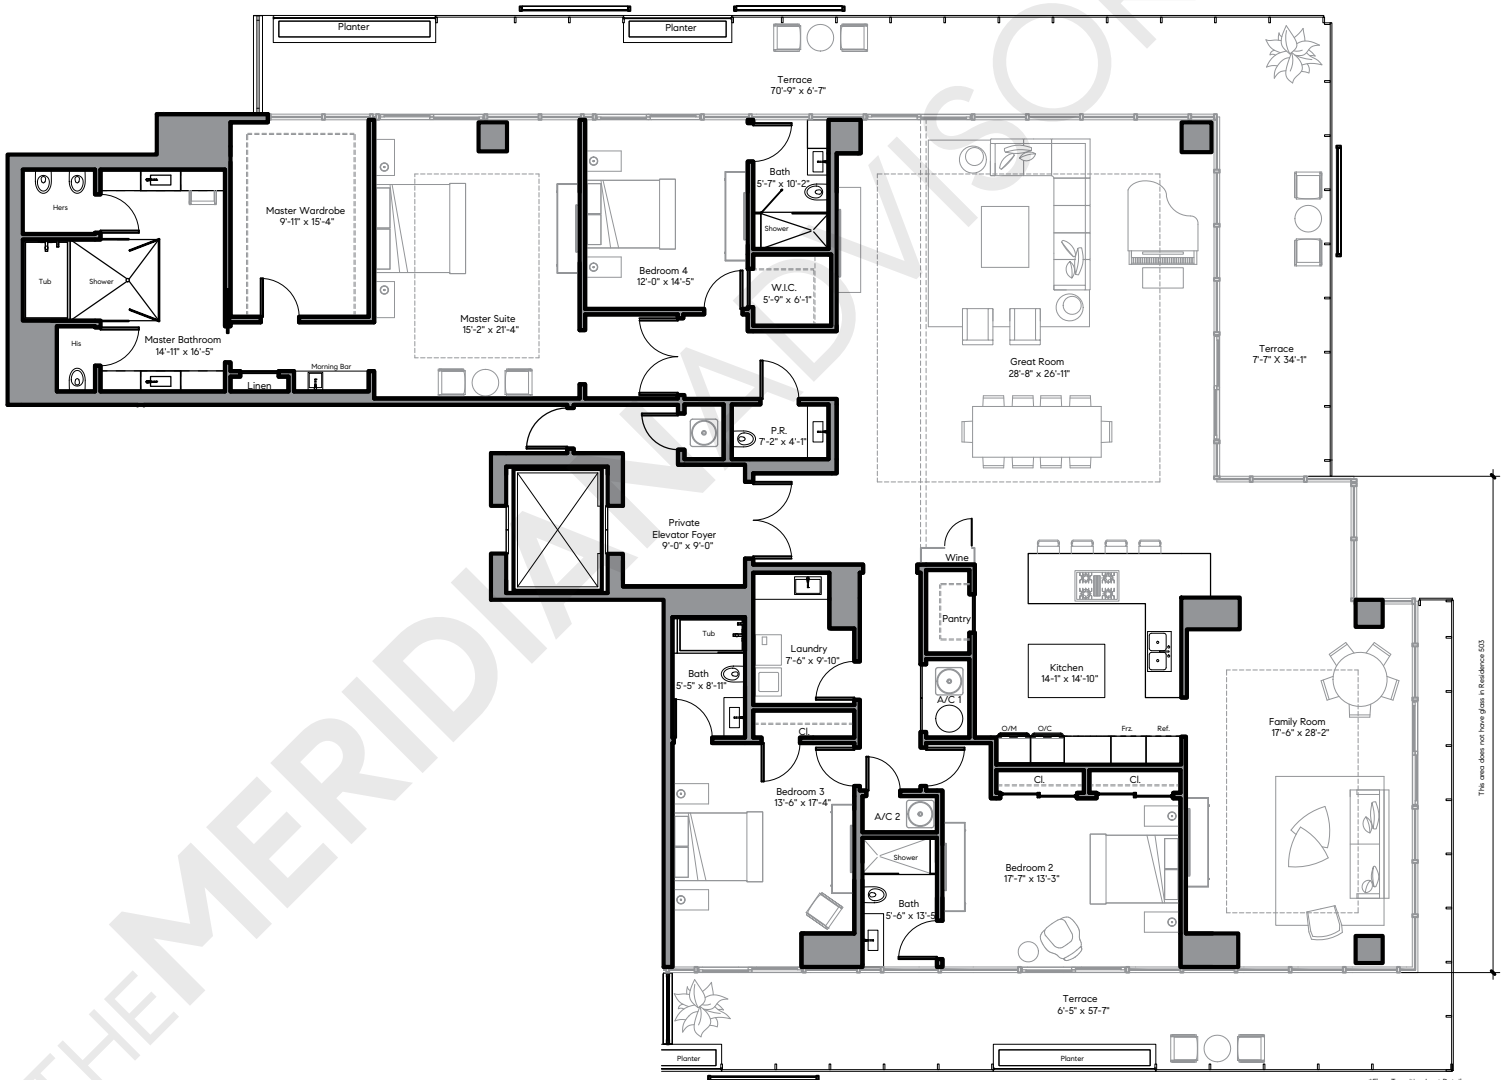 Planter
Planter
Terrace
70'-9" x 6'-7"
Hers
Master Wardrobe
9'-11" x 15'-4"
Bath
5'-7" x 10'-2"
Shower
Tub
Shower
Bedroom 4
12'-0" x 14'-5"
W.I.C.
5'-9" x 6'-1"
Master Suite
15'-2" x 21'-4"
His
Master Bathroom
14'-11" x 16'-5"
Morning Bar
Linen
Great Room
28'-8" x 26'-11"
Terrace
7'-7" X 34'-1"
P.R.
7'-2" x 4'-1"
Private
Elevator Foyer
9'-0" x 9'-0"
Wine
Pantry
Tub
Laundry
7'-6" x 9'-10"
Bath
5'-5" x 8'-11"
Kitchen
14'-1" x 14'-10"
A/C 1
Cl.
O/M
O/C
Frz.
Ref.
Family Room
17'-6" x 28'-2"
This area does not have glass in Residence 503
Cl.
Cl.
Bedroom 3
13'-6" x 17'-4"
A/C 2
Shower
Bedroom 2
17'-7" x 13'-3"
Bath
5'-6" x 13'-5
Terrace
6'-5" x 57-7"
Planter
Planter
THE MERIDIAN ADVISOR